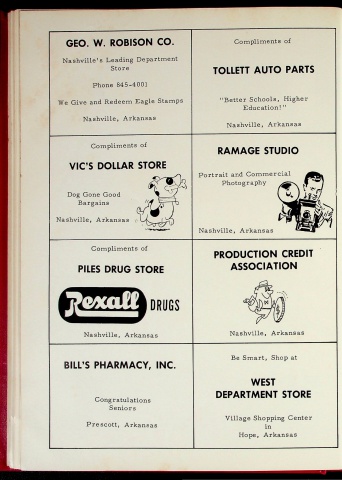 GEO. W. ROBISON CO.
Nashville's Leading Department
Store
Phone 845-4001
We Give and Redeem Eagle Stamps
Nashville, Arkansas
Compliments of
TOLLETT AUTO PARTS
"Better Schools, Higher
Education!"
Nashville, Arkansas
Compliments of
VIC'S DOLLAR STORE
Dog Gone Good
Bargains
Nashville, Arkansas
RAMAGE STUDIO
Portrait and Commercial
Photography
Nashville, Arkansas
Compliments of
PILES DRUG STORE
Rexall DRUGS
Nashville, Arkansas
PRODUCTION CREDIT
ASSOCIATION
Nashville, Arkansas
BILL'S PHARMACY, INC.
Congratulations
Seniors
Prescott, Arkansas
Be Smart, Shop at
WEST
DEPARTMENT STORE
Village Shopping Center
in
Hope, Arkansas